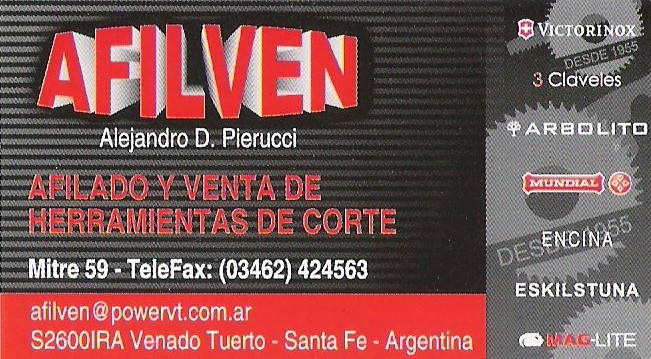 AFILVEN
Alejandro D. Pierucci
AFILADO Y VENTA DE
HERRAMIENTAS DE CORTE
Mitre 59 - TeleFax: (03462) 424563
afilven@powervt.com.ar
S2600IRA Venado Tuerto - Santa Fe - Argentina
VICTORINOX
DESDE 1955
3 Claveles
ARBOLITO
MUNDIAL
DESDE 1955
ENCINA
ESKILSTUNA
MAG-LITE